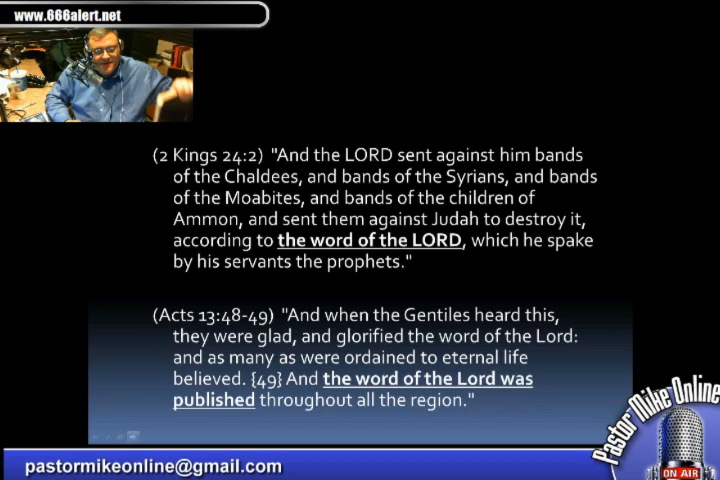 www.666alert.net
(2 Kings 24:2) "And the LORD sent against him bands
of the Chaldees, and bands of the Syrians, and bands
of the Moabites, and bands of the children of
Ammon, and sent them against Judah to destroy it,
according to the word of the LORD, which he spake
by his servants the prophets."
(Acts 13:48-49) "And when the Gentiles heard this,
they were glad, and glorified the word of the Lord:
and as many as were ordained to eternal life
believed. {49} And the word of the Lord was
published throughout all the region."
Pastor Mike Online
ON AIR
pastormikeonline@gmail.com